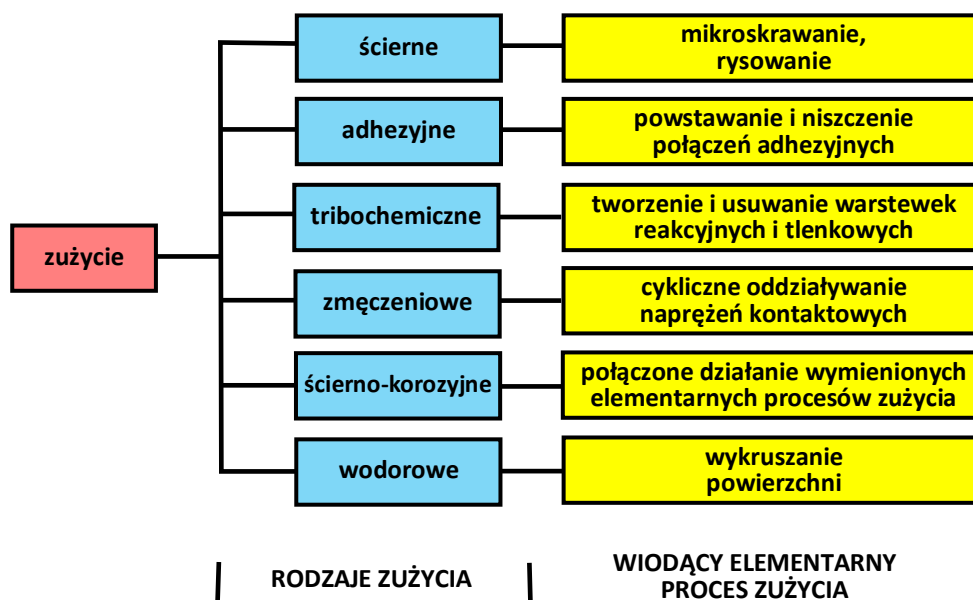 zużycie
ścierne
mikroskrawanie,
rysowanie
adhezyjne
powstawanie i niszczenie
połączeń adhezyjnych
tribochemiczne
tworzenie i usuwanie warstewek
reakcyjnych i tlenkowych
zmęczeniowe
cykliczne oddziaływanie
naprężeń kontaktowych
ścierno-korozyjne
połączone działanie wymienionych
elementarnych procesów zużycia
wodorowe
wykruszanie
powierzchni
RODZAJE ZUŻYCIA
WIODĄCY ELEMENTARNY
PROCES ZUŻYCIA